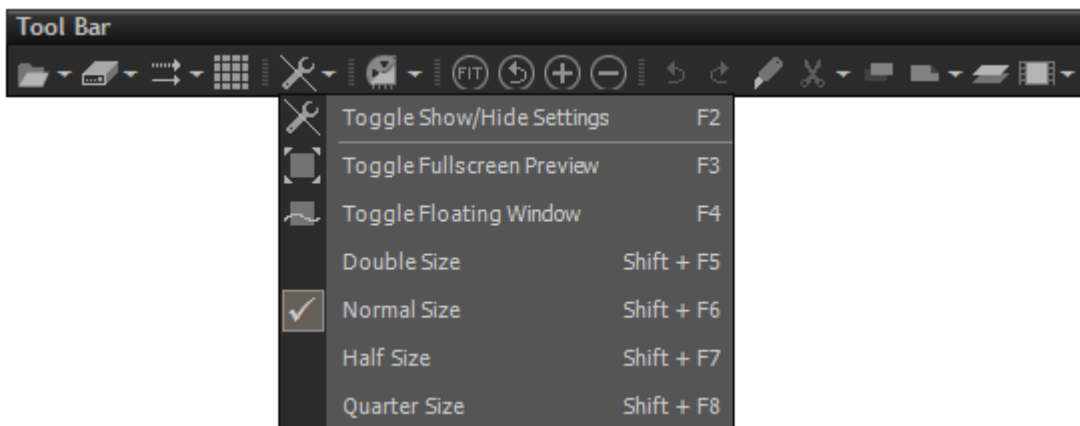 Tool Bar
FIT
Toggle Show/Hide Settings F2
Toggle Fullscreen Preview F3
Toggle Floating Window F4
Double Size Shift + F5
Normal Size Shift + F6
Half Size Shift + F7
Quarter Size Shift + F8